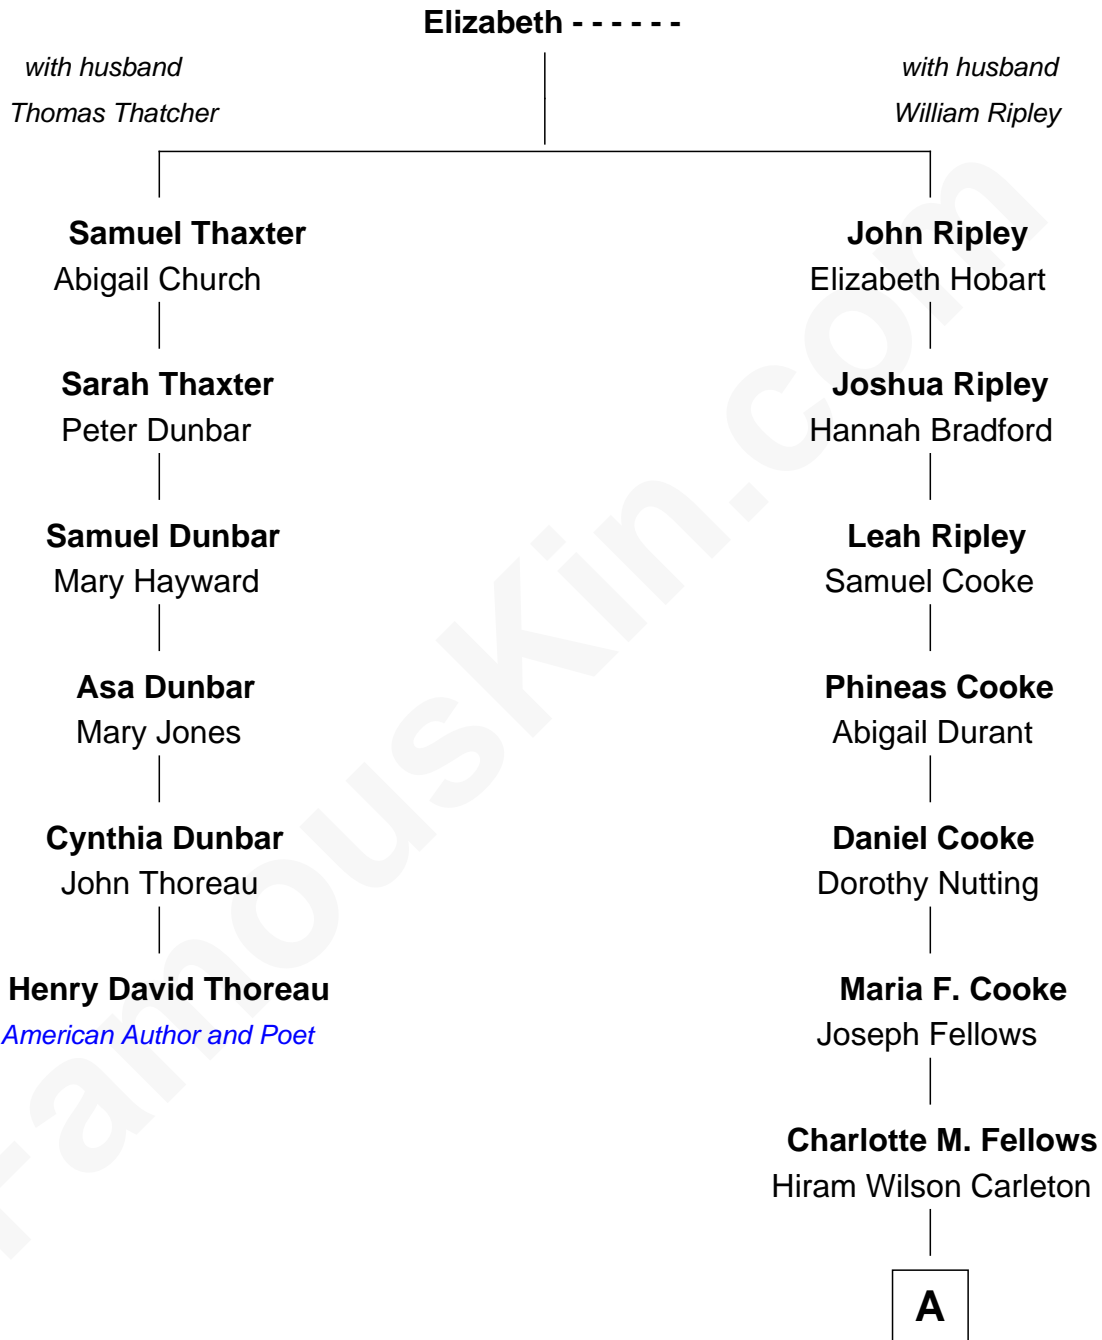 Elizabeth - - - - - -
with husband
Thomas Thatcher
with husband
William Ripley
Samuel Thaxter
Abigail Church
John Ripley
Elizabeth Hobart
Sarah Thaxter
Peter Dunbar
Joshua Ripley
Hannah Bradford
Samuel Dunbar
Mary Hayward
Leah Ripley
Samuel Cooke
Asa Dunbar
Mary Jones
Phineas Cooke
Abigail Durant
Cynthia Dunbar
John Thoreau
Daniel Cooke
Dorothy Nutting
Henry David Thoreau
American Author and Poet
Maria F. Cooke
Joseph Fellows
Charlotte M. Fellows
Hiram Wilson Carleton
A
FamousKin.com